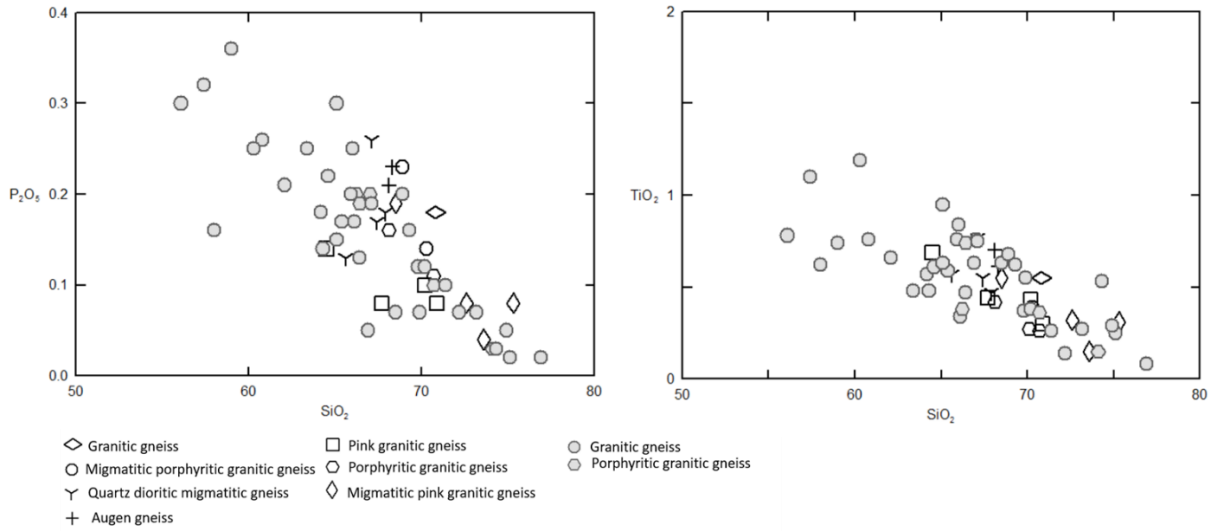 0.4
0.3
P₂O₅ 0.2
0.1
0.0
50 60 70 80
SiO₂
2
1
TiO₂ 1
0
50 60 70 80
SiO₂
Granitic gneiss
Migmatitic porphyritic granitic gneiss
Quartz dioritic migmatitic gneiss
Augen gneiss
Pink granitic gneiss
Porphyritic granitic gneiss
Migmatitic pink granitic gneiss
Granitic gneiss
Porphyritic granitic gneiss